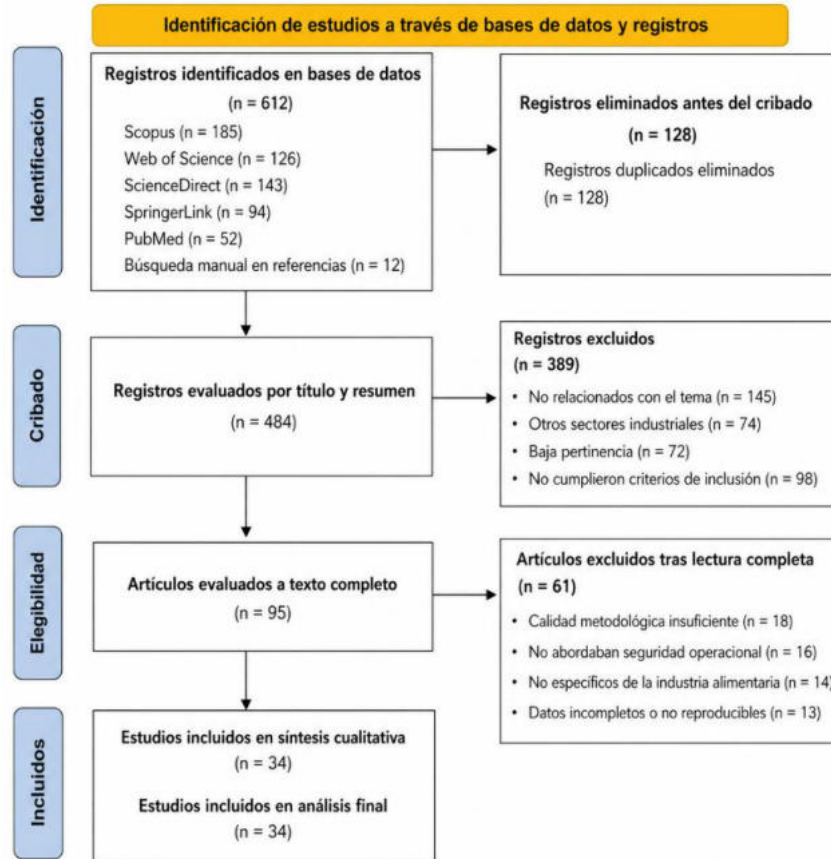 Identificación de estudios a través de bases de datos y registros
Identificación
Registros identificados en bases de datos
(n = 612)
Scopus (n = 185)
Web of Science (n = 126)
ScienceDirect (n = 143)
SpringerLink (n = 94)
PubMed (n = 52)
Búsqueda manual en referencias (n = 12)
Registros eliminados antes del cribado
(n = 128)
Registros duplicados eliminados
(n = 128)
Cribado
Registros evaluados por título y resumen
(n = 484)
Registros excluidos
(n = 389)
• No relacionados con el tema (n = 145)
• Otros sectores industriales (n = 74)
• Baja pertinencia (n = 72)
• No cumplieron criterios de inclusión (n = 98)
Elegibilidad
Artículos evaluados a texto completo
(n = 95)
Artículos excluidos tras lectura completa
(n = 61)
• Calidad metodológica insuficiente (n = 18)
• No abordaban seguridad operacional (n = 16)
• No específicos de la industria alimentaria (n = 14)
• Datos incompletos o no reproducibles (n = 13)
Incluidos
Estudios incluidos en síntesis cualitativa
(n = 34)
Estudios incluidos en análisis final
(n = 34)